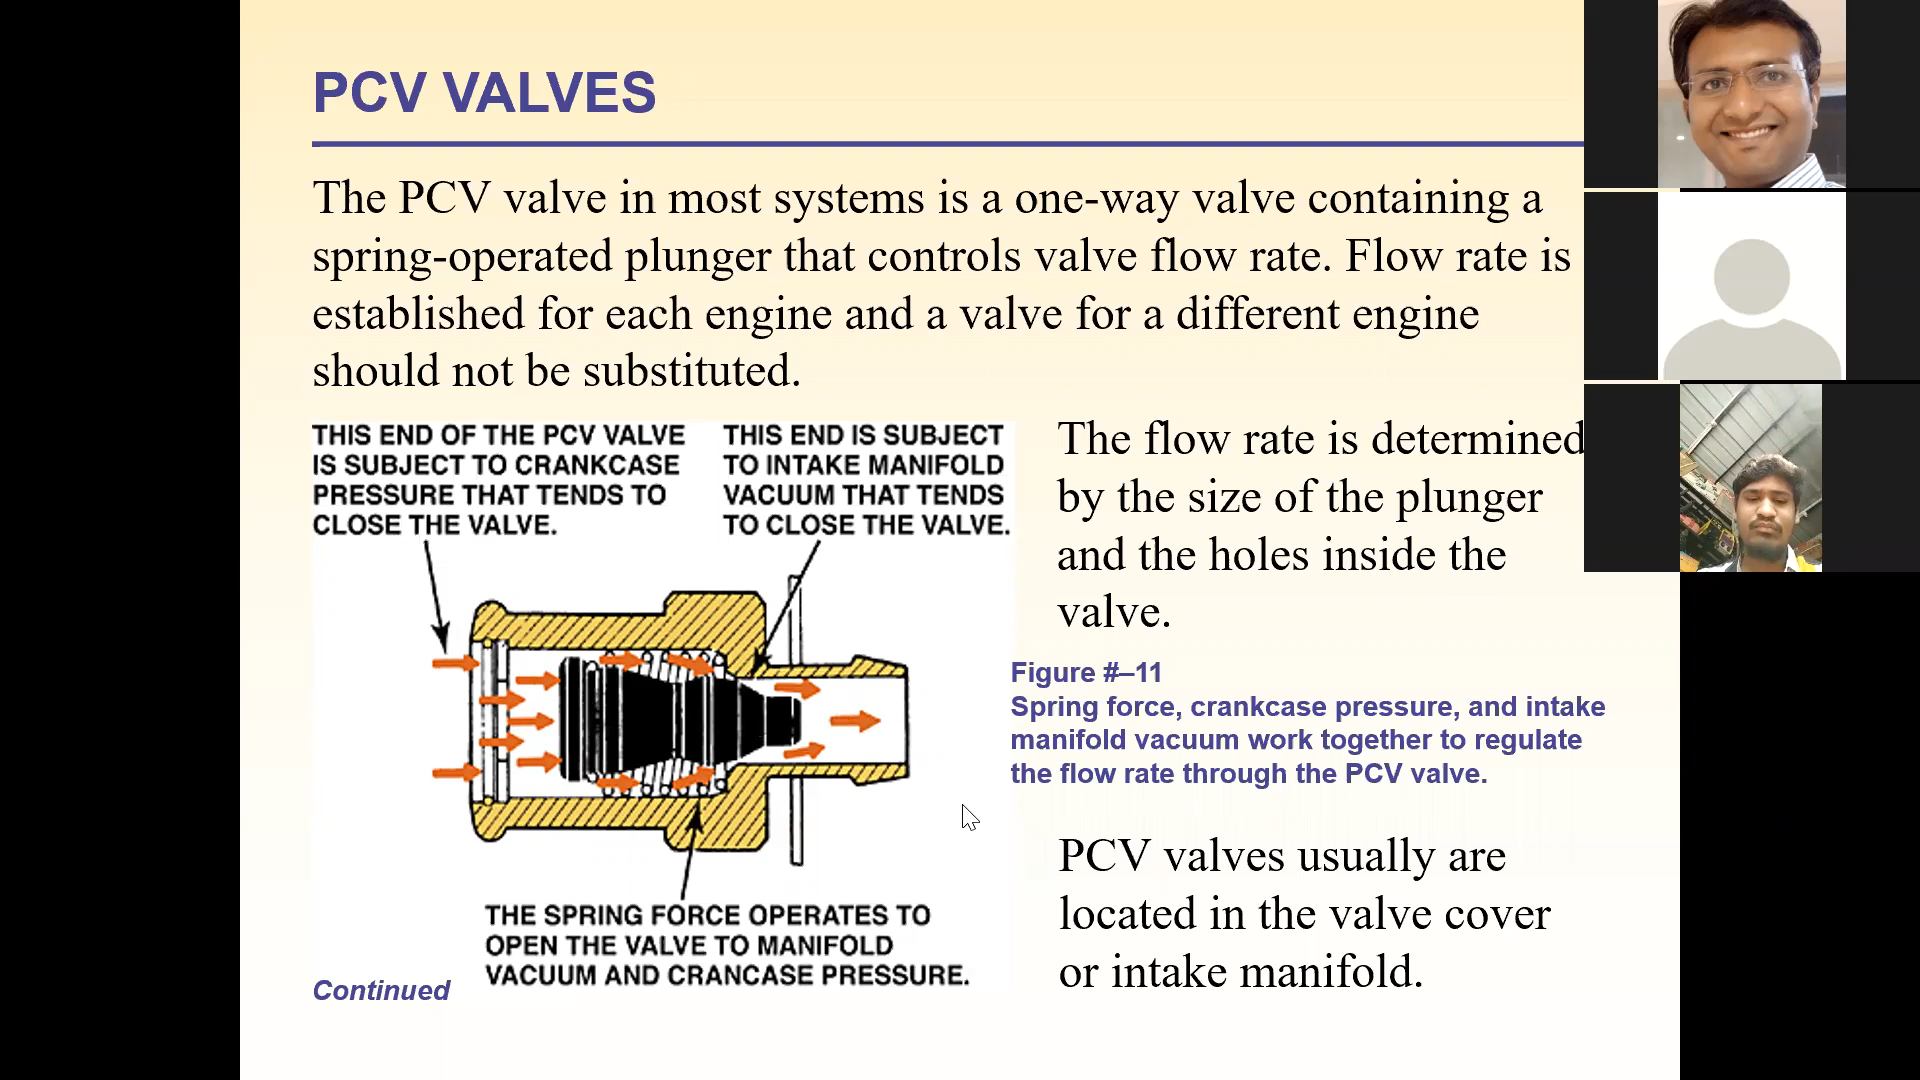 PCV VALVES
The PCV valve in most systems is a one-way valve containing a
spring-operated plunger that controls valve flow rate. Flow rate is
established for each engine and a valve for a different engine
should not be substituted.
THIS END OF THE PCV VALVE
IS SUBJECT TO CRANKCASE
PRESSURE THAT TENDS TO
CLOSE THE VALVE.
THIS END IS SUBJECT
TO INTAKE MANIFOLD
VACUUM THAT TENDS
TO CLOSE THE VALVE.
The flow rate is determined
by the size of the plunger
and the holes inside the
valve.
Figure #–11
Spring force, crankcase pressure, and intake
manifold vacuum work together to regulate
the flow rate through the PCV valve.
PCV valves usually are
located in the valve cover
or intake manifold.
THE SPRING FORCE OPERATES TO
OPEN THE VALVE TO MANIFOLD
VACUUM AND CRANCASE PRESSURE.
Continued